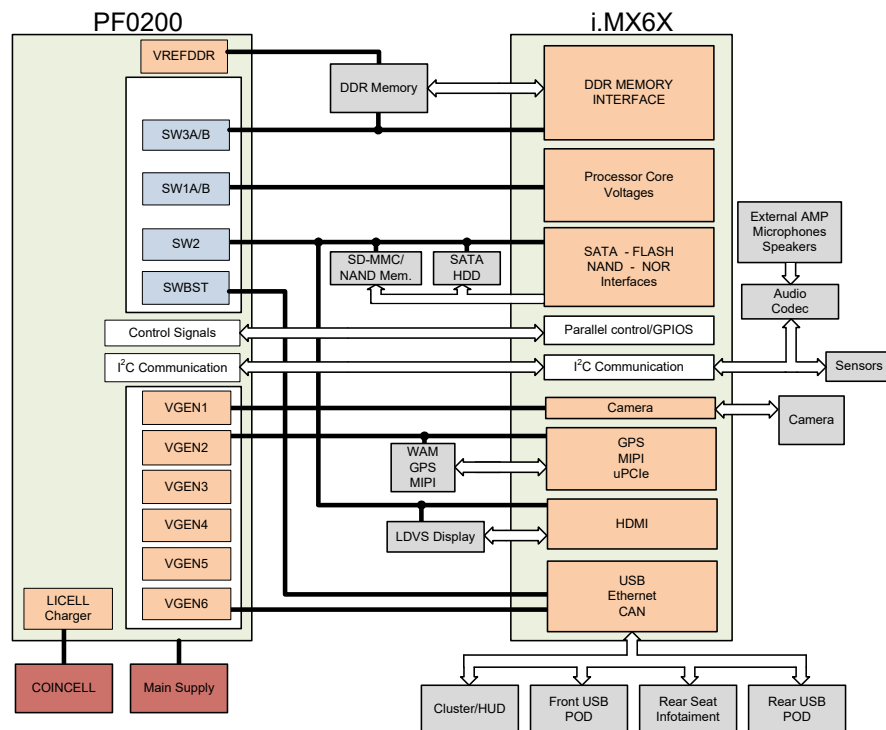 PF0200
i.MX6X
VREFDDR
DDR Memory
DDR MEMORY
INTERFACE
SW3A/B
SW1A/B
Processor Core
Voltages
SW2
SD-MMC/
NAND Mem.
SATA
HDD
SATA - FLASH
NAND - NOR
Interfaces
External AMP
Microphones
Speakers
SWBST
Audio
Codec
Control Signals
Parallel control/GPIOS
I²C Communication
I²C Communication
Sensors
VGEN1
Camera
Camera
VGEN2
WAM
GPS
MIPI
GPS
MIPI
uPCIe
VGEN3
VGEN4
LDVS Display
HDMI
VGEN5
VGEN6
USB
Ethernet
CAN
LICELL
Charger
COINCELL
Main Supply
Cluster/HUD
Front USB
POD
Rear Seat
Infotaiment
Rear USB
POD